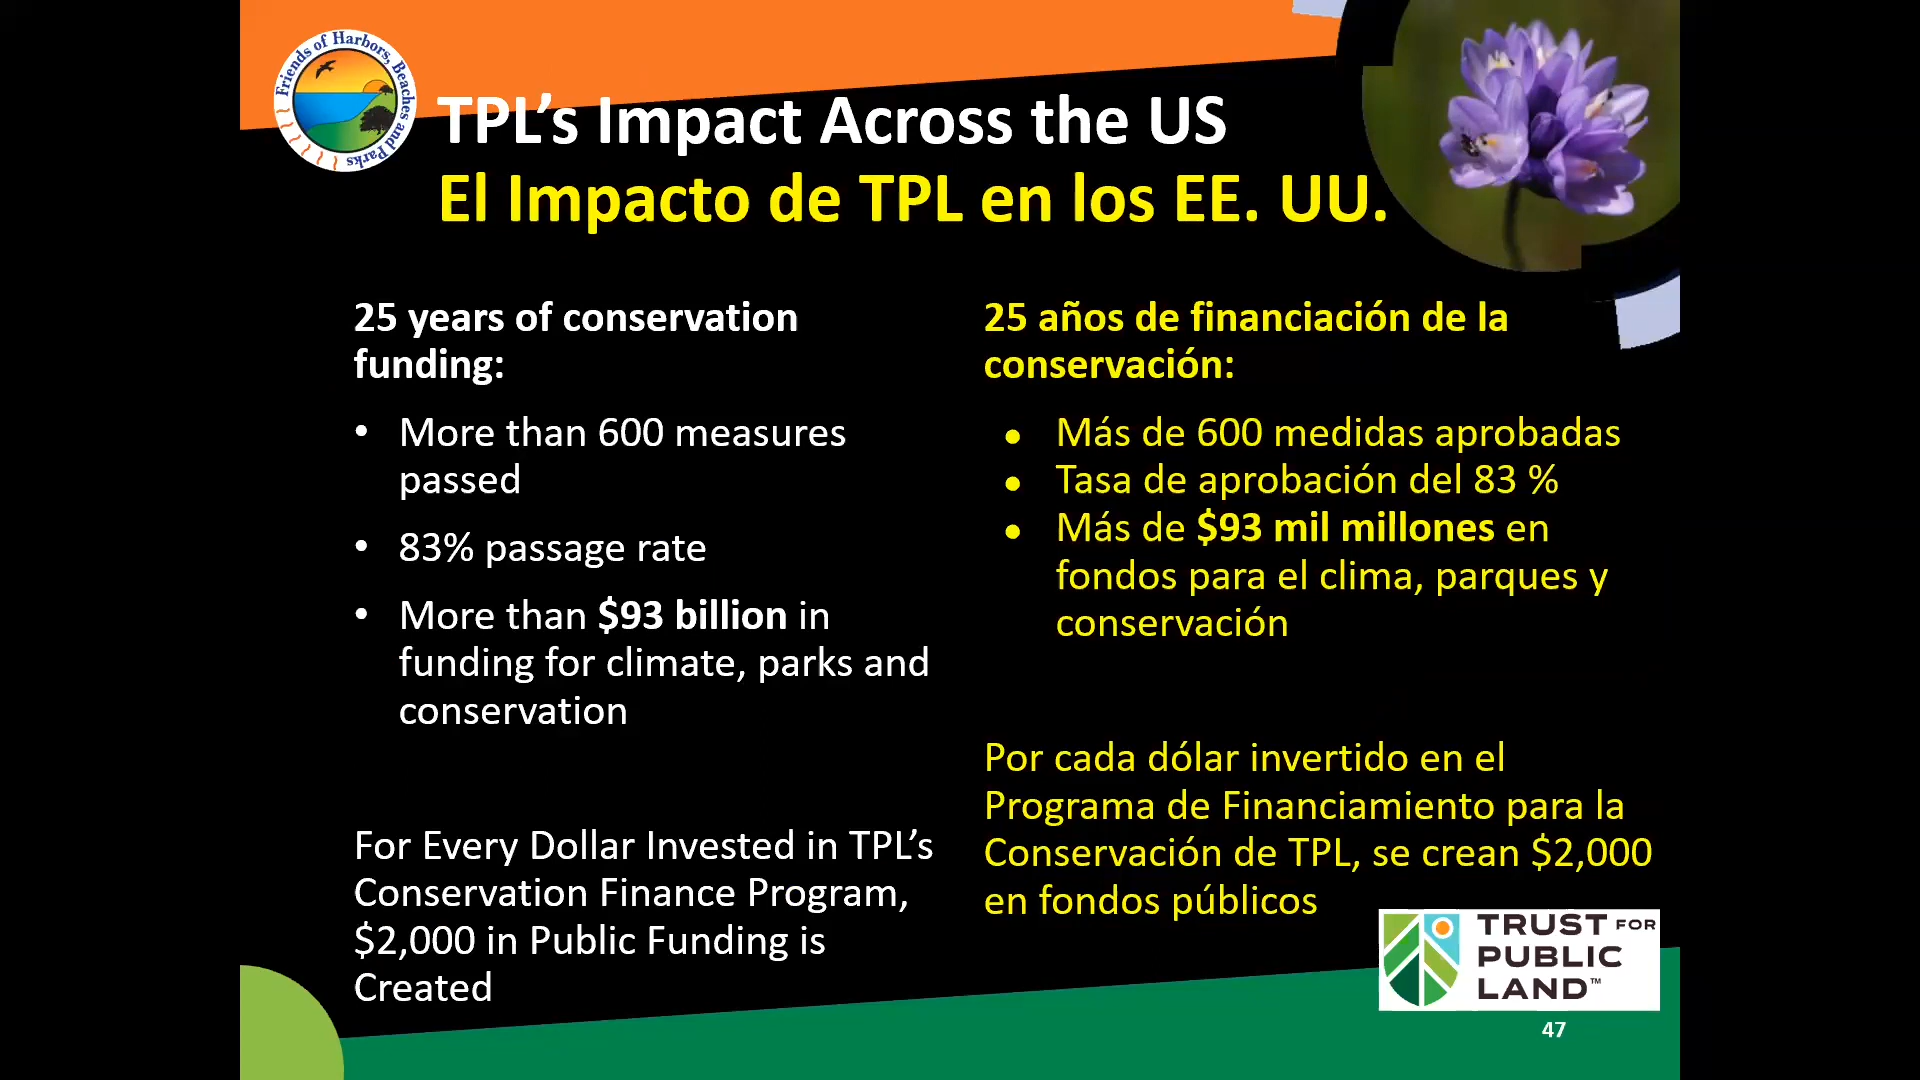 Friends of Harbors, Beaches and Parks
TPL’s Impact Across the US
El Impacto de TPL en los EE. UU.
25 years of conservation
funding:
• More than 600 measures
passed
• 83% passage rate
• More than $93 billion in
funding for climate, parks and
conservation
For Every Dollar Invested in TPL’s
Conservation Finance Program,
$2,000 in Public Funding is
Created
25 años de financiación de la
conservación:
● Más de 600 medidas aprobadas
● Tasa de aprobación del 83 %
● Más de $93 mil millones en
fondos para el clima, parques y
conservación
Por cada dólar invertido en el
Programa de Financiamiento para la
Conservación de TPL, se crean $2,000
en fondos públicos
TRUST FOR
PUBLIC
LAND™
47